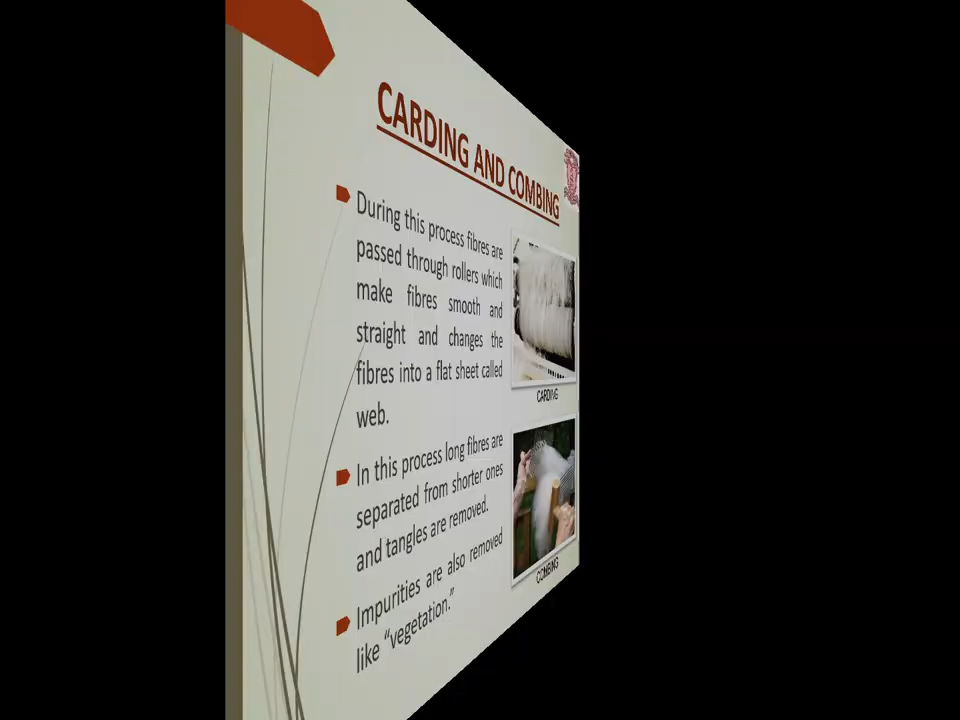 CARDING AND COMBING
During this process fibres are
passed through rollers which
make fibres smooth and
straight and changes the
fibres into a flat sheet called
web.
In this process long fibres are
separated from shorter ones
and tangles are removed.
Impurities are also removed
like “vegetation.”
CARDING
COMBING